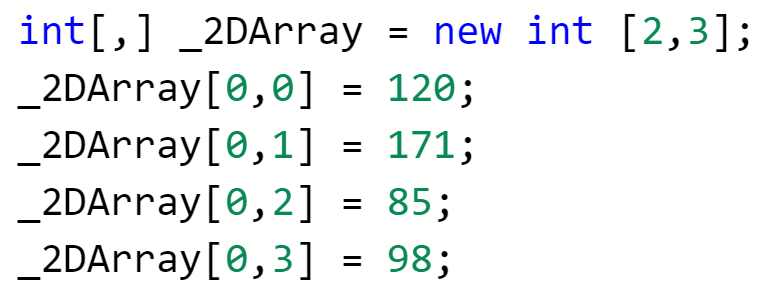 int[,] _2DArray = new int [2,3];
_2DArray[0,0] = 120;
_2DArray[0,1] = 171;
_2DArray[0,2] = 85;
_2DArray[0,3] = 98;